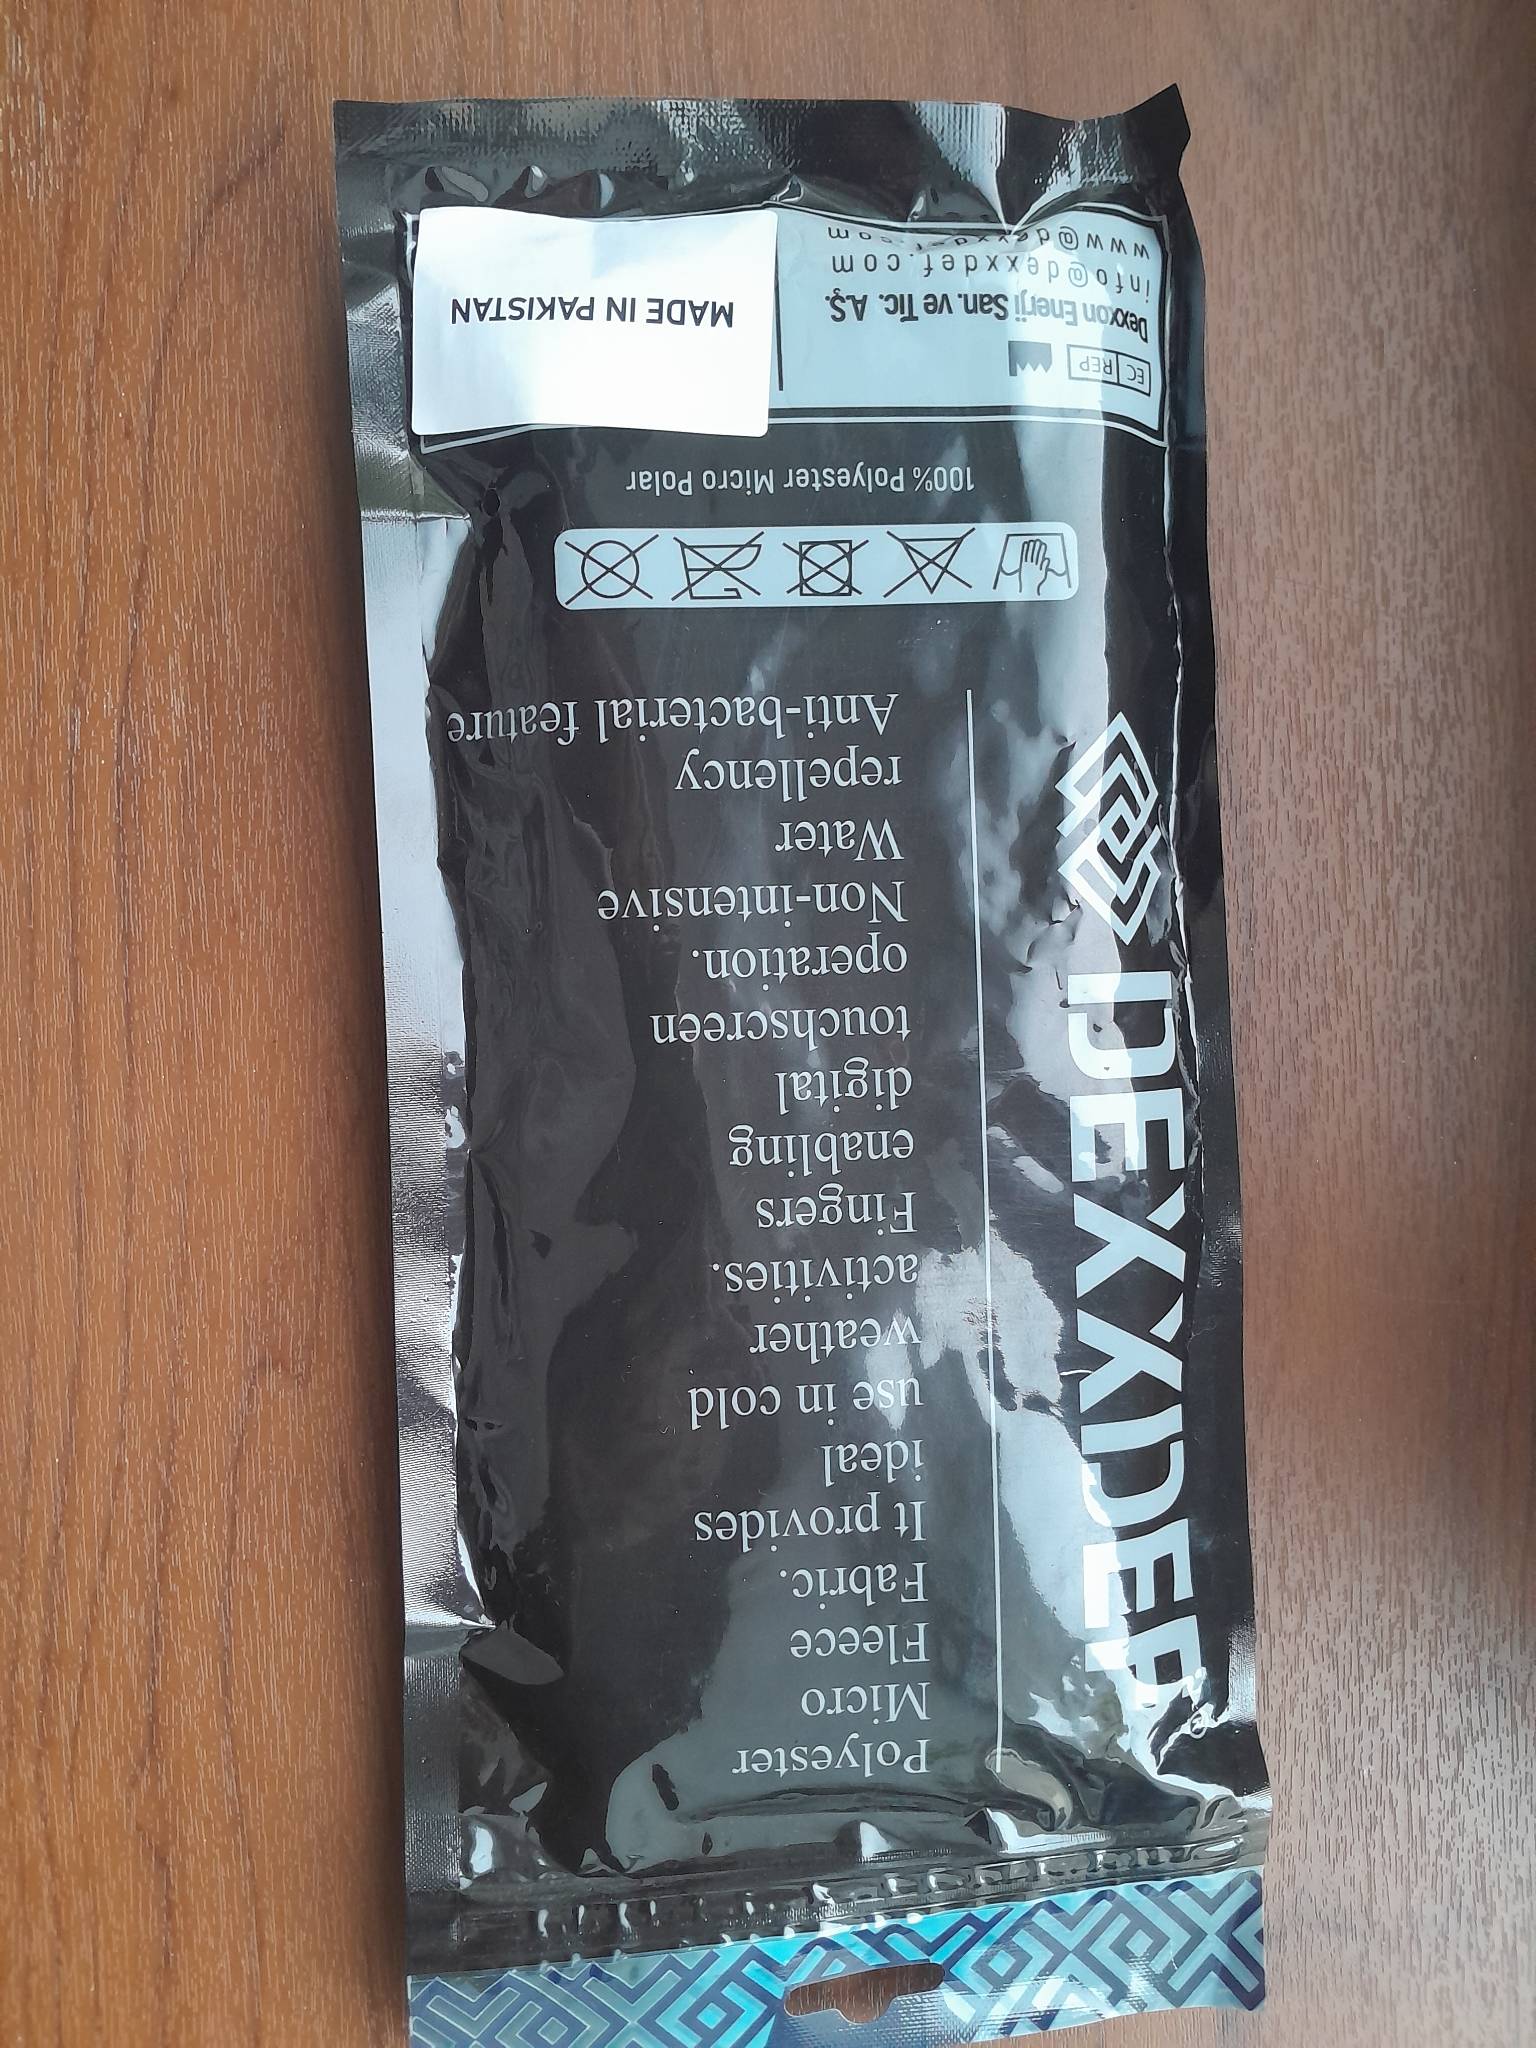 DEXXDEF®
Polyester
Micro
Fleece
Fabric.
It provides
ideal
use in cold
weather
activities.
Fingers
enabling
digital
touchscreen
operation.
Non-intensive
Water
repellency
Anti-bacterial feature
100% Polyester Micro Polar
EC REP
Dexxon Enerji San. ve Tic. A.Ş.
info@dexxdef.com
www@dexxdef.com
MADE IN PAKISTAN